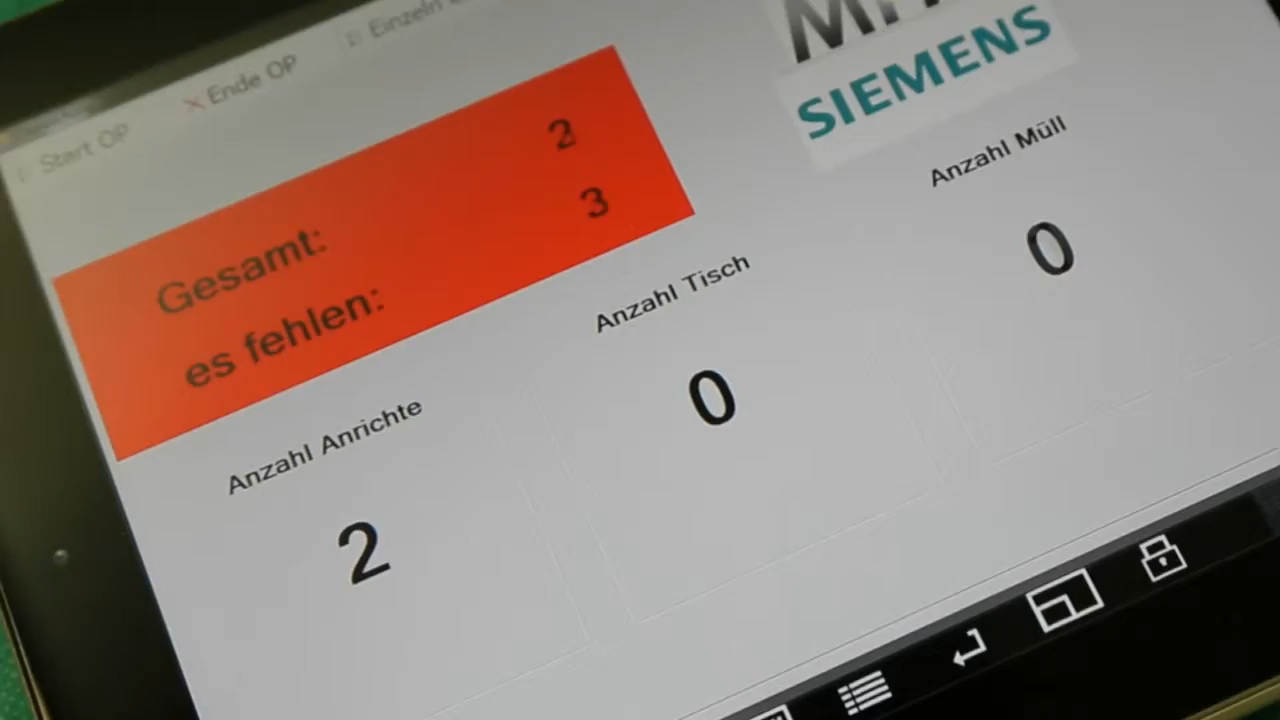 Start OP
Ende OP
Einzeln
SIEMENS
Gesamt: 2
es fehlen: 3
Anzahl Anrichte
2
Anzahl Tisch
0
Anzahl Müll
0